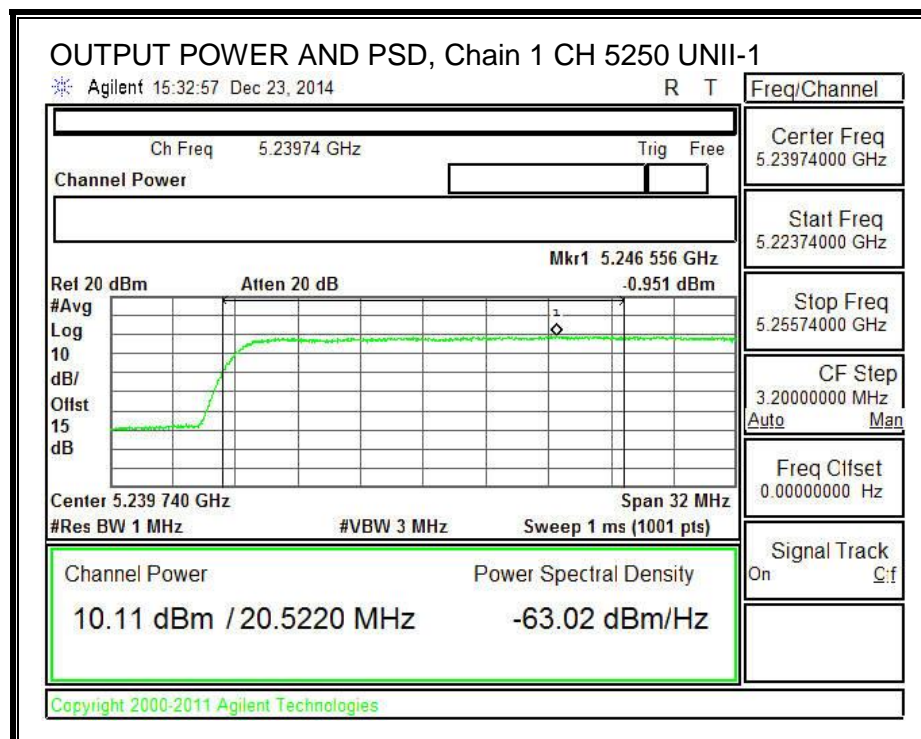 OUTPUT POWER AND PSD, Chain 1 CH 5250 UNII-1
Agilent 15:32:57 Dec 23, 2014 R T
Freq/Channel
Ch Freq 5.23974 GHz Trig Free
Channel Power
Center Freq
5.23974000 GHz
Start Freq
5.22374000 GHz
Mkr1 5.246 556 GHz
Ref 20 dBm Atten 20 dB -0.951 dBm
#Avg
Log
10
dB/
Offst
15
dB
1
Stop Freq
5.25574000 GHz
CF Step
3.20000000 MHz
Auto Man
Center 5.239 740 GHz Span 32 MHz
#Res BW 1 MHz #VBW 3 MHz Sweep 1 ms (1001 pts)
Freq Offset
0.00000000 Hz
Channel Power Power Spectral Density
10.11 dBm / 20.5220 MHz -63.02 dBm/Hz
Signal Track
On Off
Copyright 2000-2011 Agilent Technologies